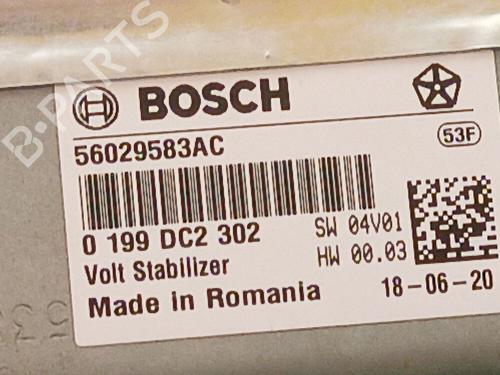 B-PARTS
BOSCH
56029583AC
53F
0 199 DC2 302
SW 04V01
Volt Stabilizer
HW 00.03
Made in Romania
18-06-20